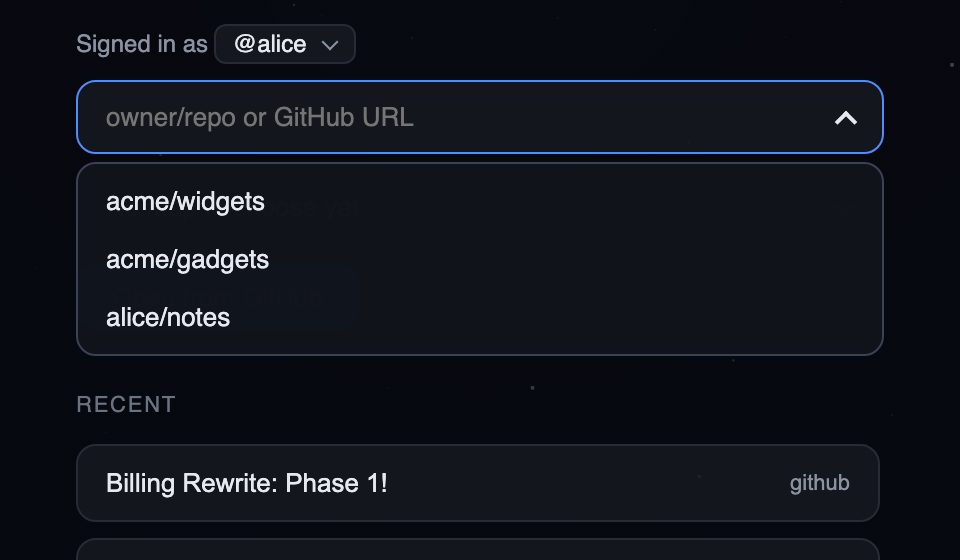 Signed in as @alice
owner/repo or GitHub URL
acme/widgets
acme/gadgets
alice/notes
RECENT
Billing Rewrite: Phase 1! github